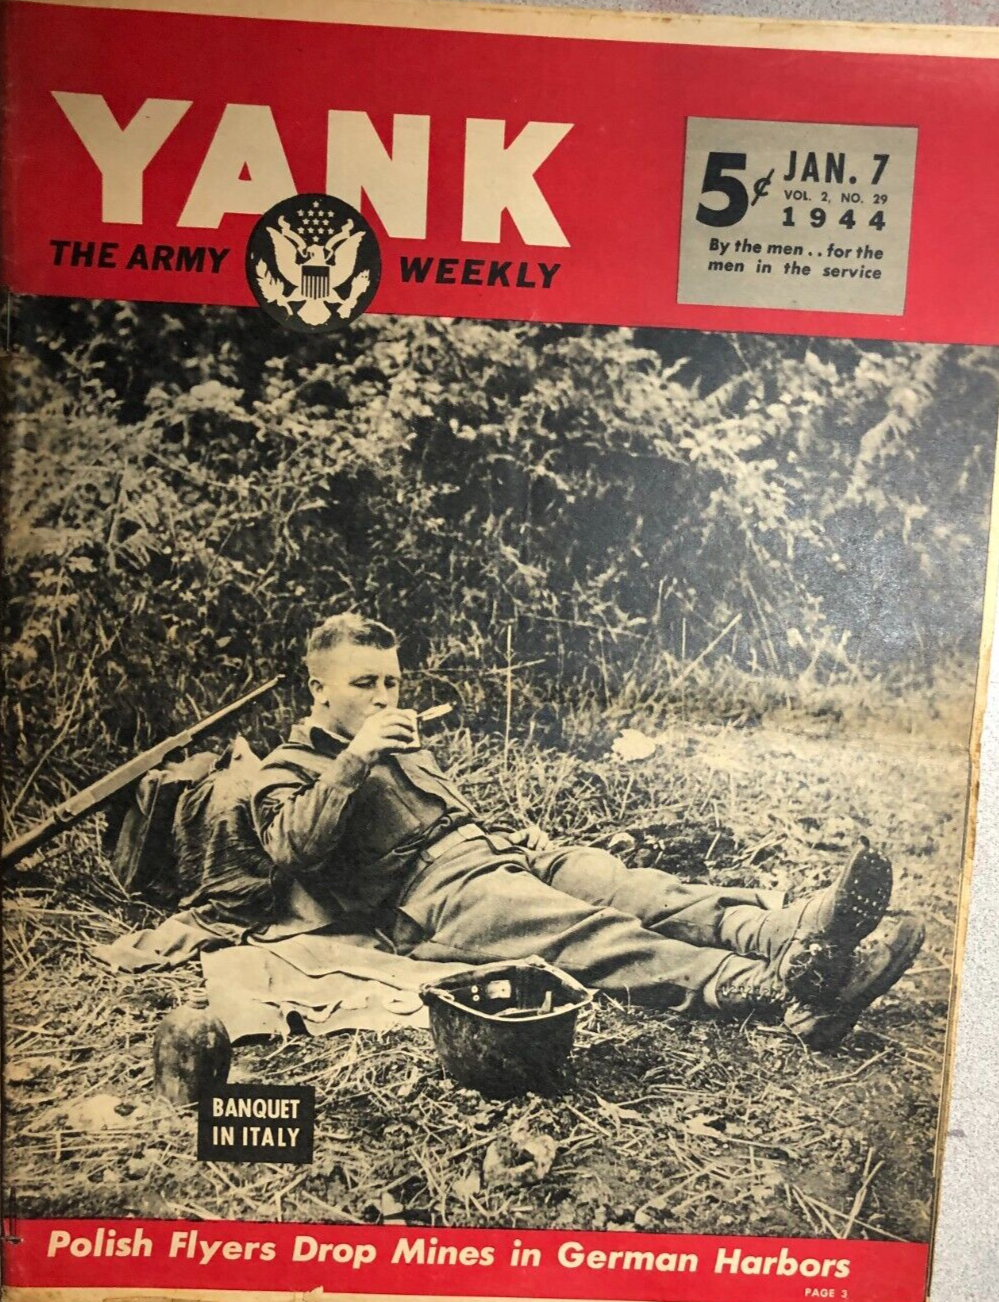 YANK
THE ARMY WEEKLY
5¢
JAN. 7
VOL. 2, NO. 29
1944
By the men . . for the
men in the service
BANQUET
IN ITALY
Polish Flyers Drop Mines in German Harbors
PAGE 3